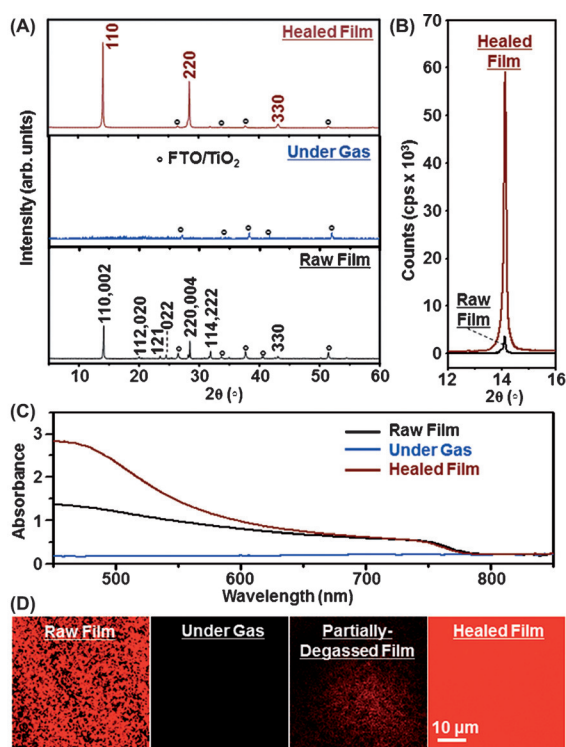 (A)
Intensity (arb. units)
110
220
330
Healed Film
FTO/TiO₂
Under Gas
110,002
112,020
121
022
220,004
114,222
330
Raw Film
5 10 20 30 40 50 60
2θ (°)
(B)
Counts (cps x 10³)
70
60
50
40
30
20
10
0
Healed
Film
Raw
Film
12 14 16
2θ (°)
(C)
Absorbance
3
2
1
0
Raw Film
Under Gas
Healed Film
500 600 700 800
Wavelength (nm)
(D)
Raw Film
Under Gas
Partially-
Degassed Film
Healed Film
10 µm